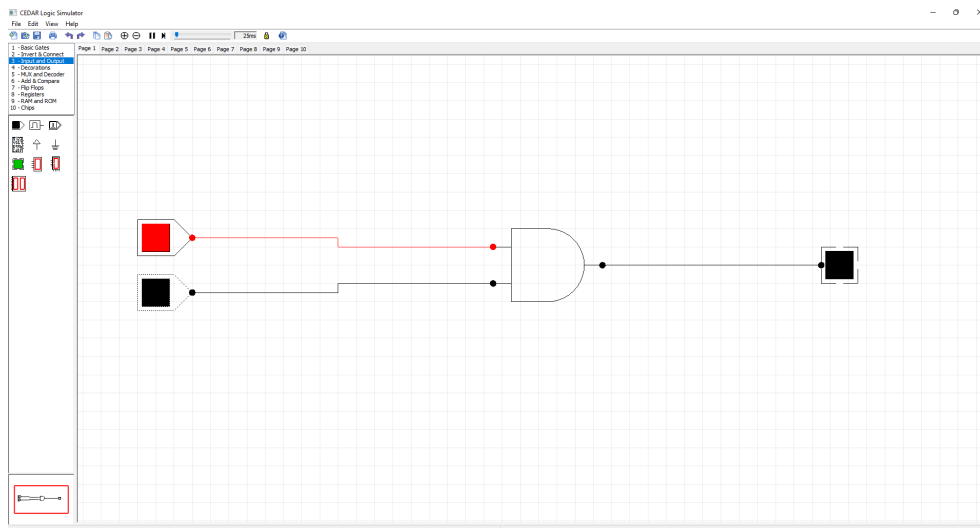 CEDAR Logic Simulator
File Edit View Help
25ms
1 - Basic Gates
2 - Invert & Connect
3 - Input and Output
4 - Decorations
5 - MUX and Decoder
6 - Add & Compare
7 - Flip Flops
8 - Registers
9 - RAM and ROM
10 - Chips
Page 1 Page 2 Page 3 Page 4 Page 5 Page 6 Page 7 Page 8 Page 9 Page 10